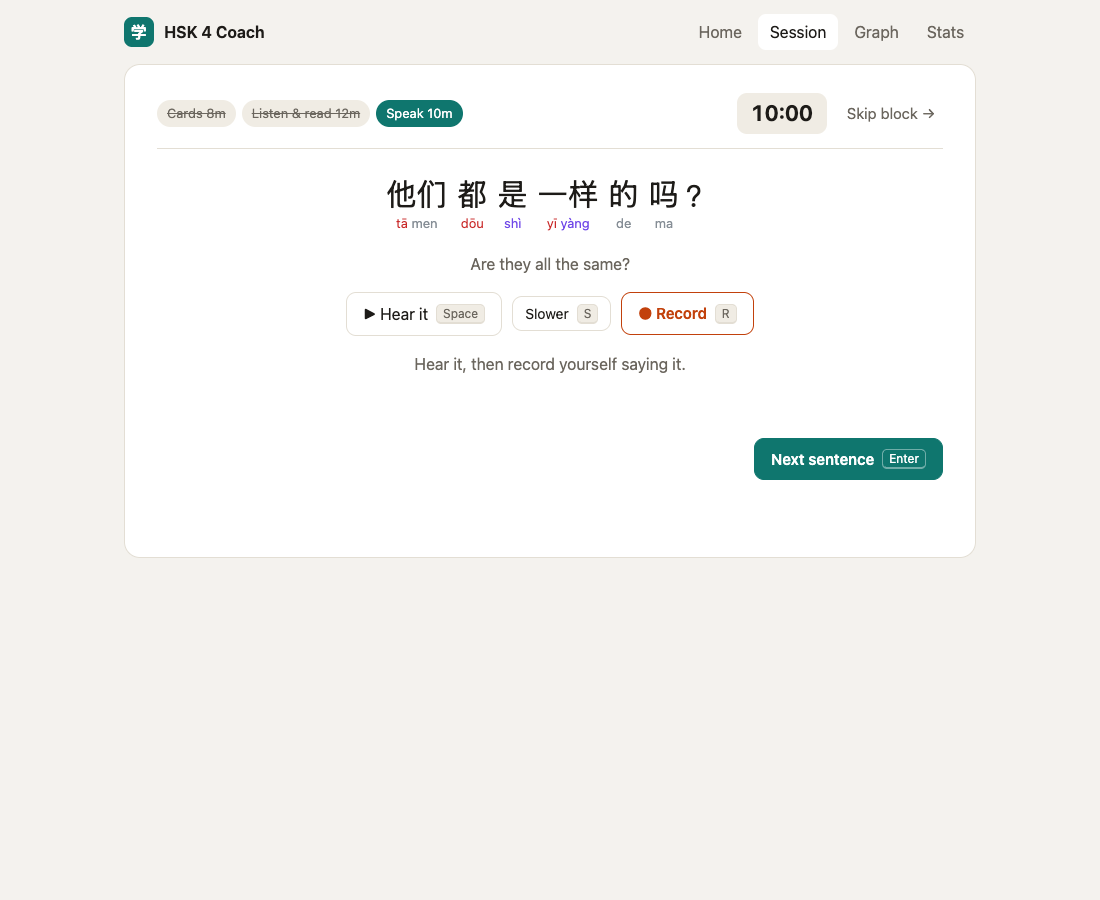 学 HSK 4 Coach Home Session Graph Stats
Cards 8m Listen & read 12m Speak 10m 10:00 Skip block →
他们 都 是 一样 的 吗？
tā men dōu shì yī yàng de ma
Are they all the same?
▶ Hear it Space Slower S ● Record R
Hear it, then record yourself saying it.
Next sentence Enter